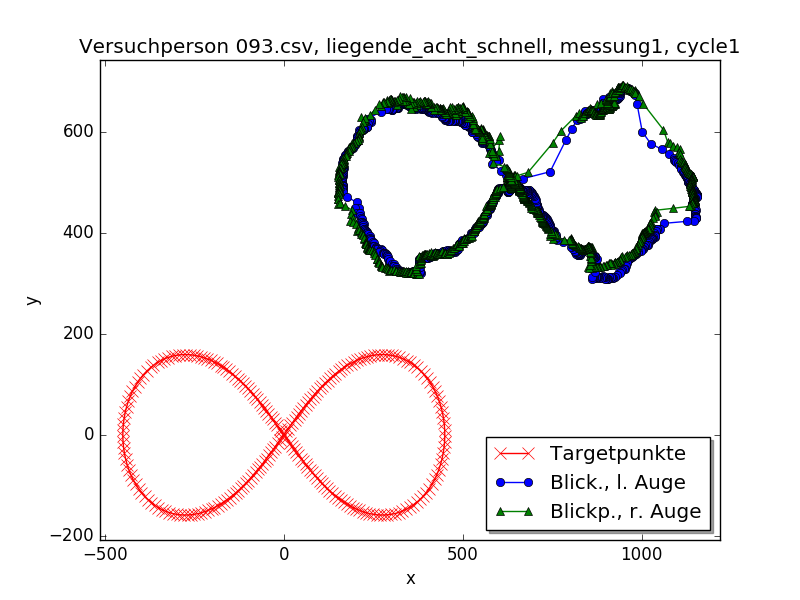 Versuchperson 093.csv, liegende_acht_schnell, messung1, cycle1
y
600
400
200
0
−200
−500
0
500
1000
x
Targetpunkte
Blick., l. Auge
Blickp., r. Auge